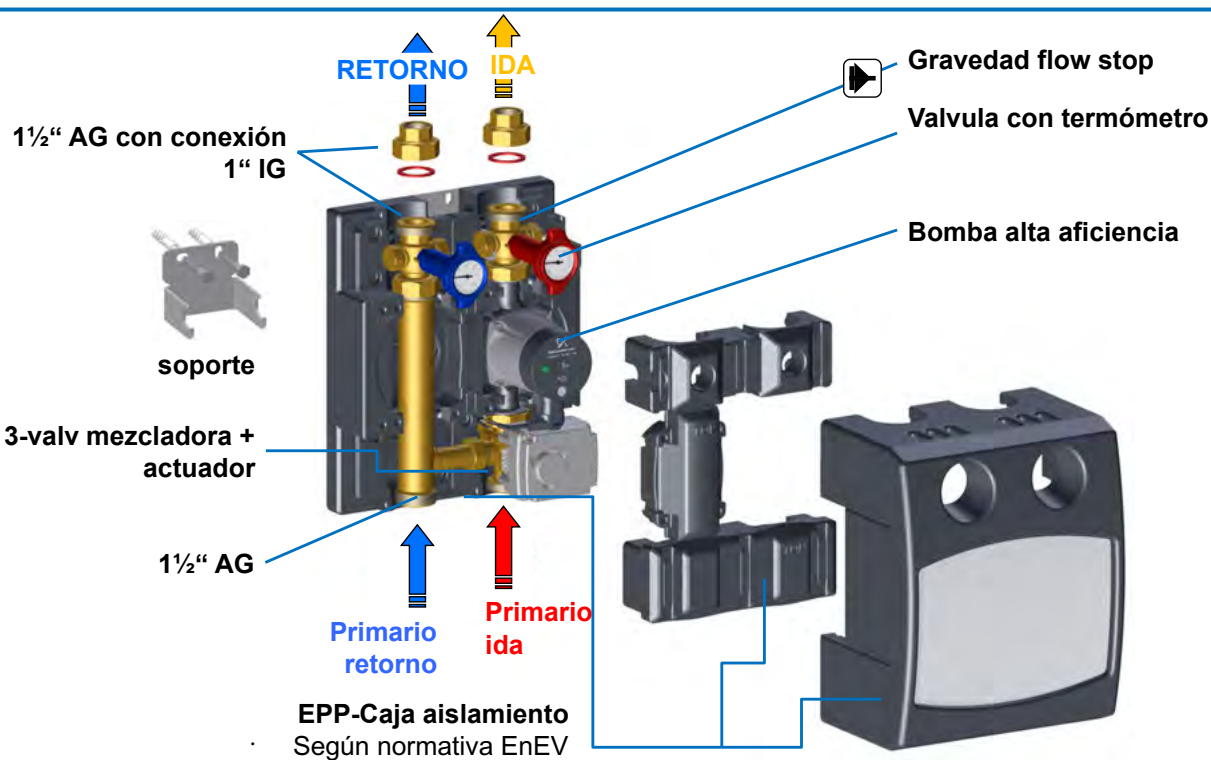 RETORNO
IDA
Gravedad flow stop
1½“ AG con conexión
1“ IG
Valvula con termómetro
Bomba alta aficiencia
soporte
3-valv mezcladora +
actuador
1½“ AG
Primario
retorno
Primario
ida
EPP-Caja aislamiento
· Según normativa EnEV